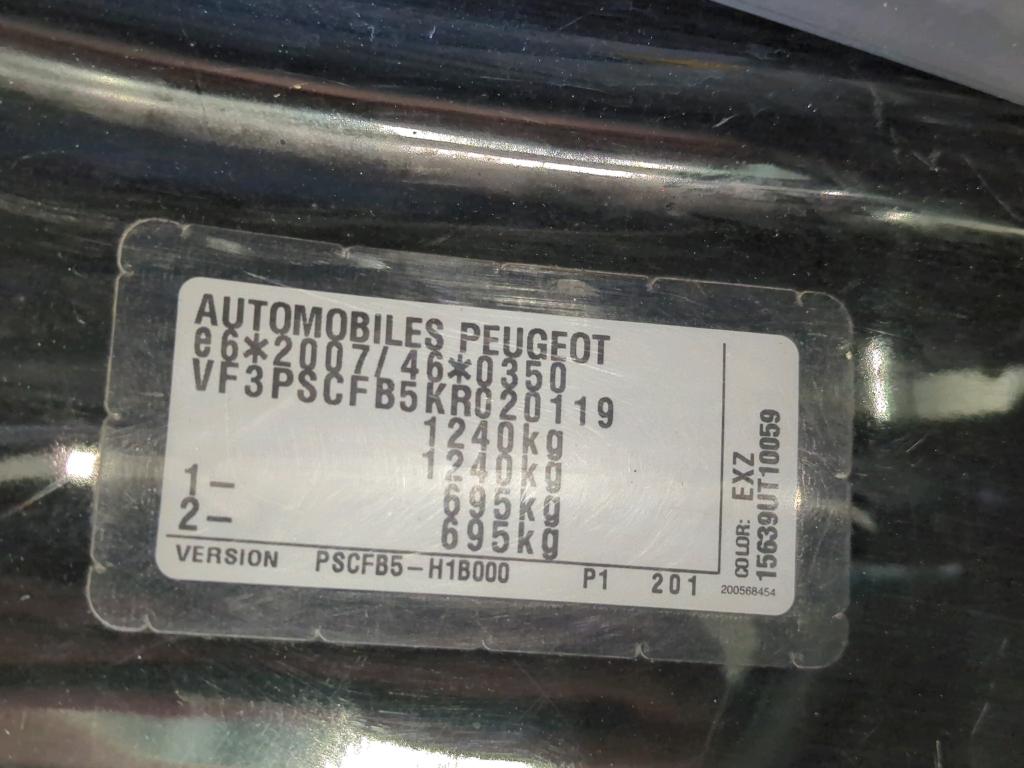 AUTOMOBILES PEUGEOT
e6*2007/46*0350
VF3PSCFB5KR020119
1240kg
1240kg
1- 695kg
2- 695kg
VERSION PSCFB5-H1B000 P1 201
COLOR: EXZ
15639UT10059
200568454